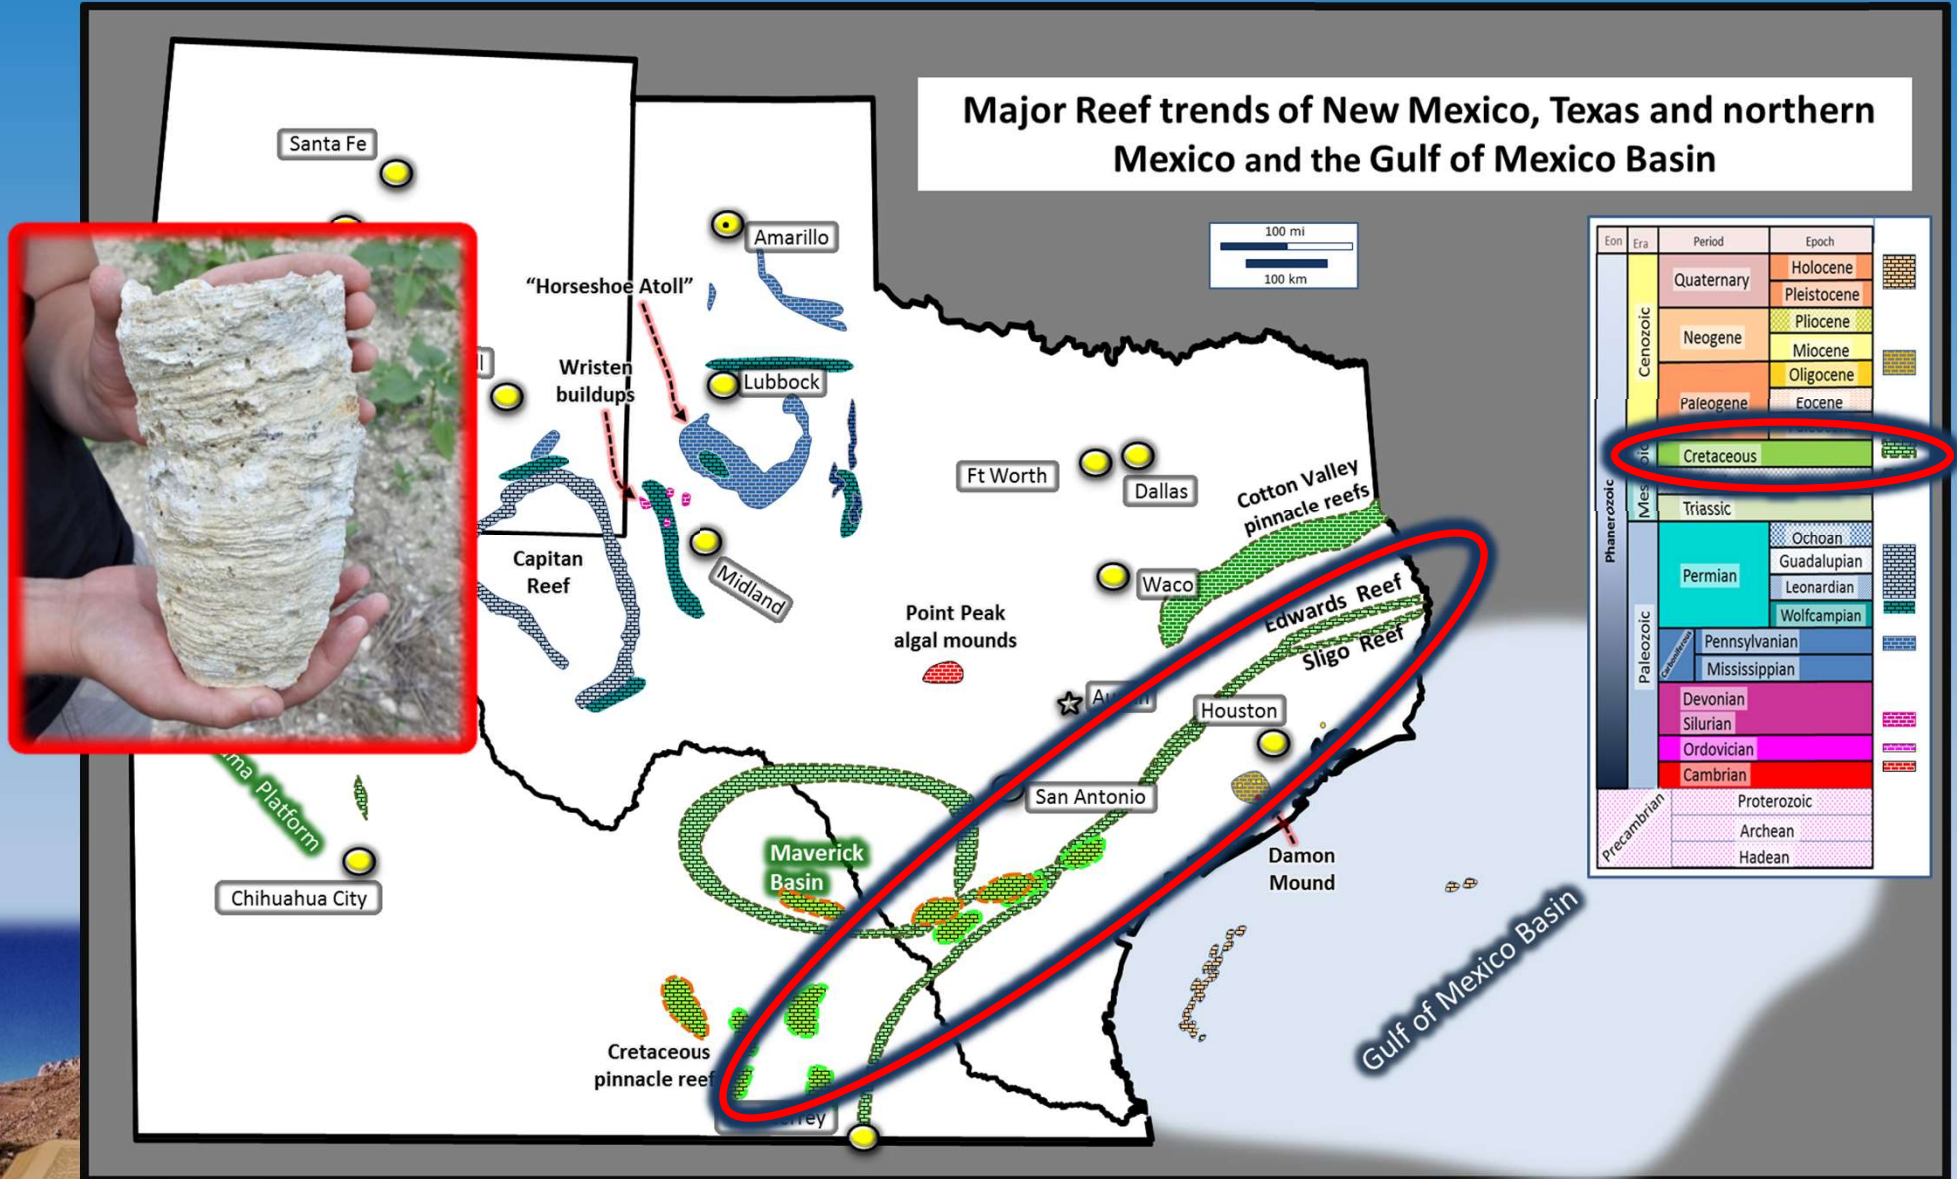 Major Reef trends of New Mexico, Texas and northern
Mexico and the Gulf of Mexico Basin
Santa Fe
Amarillo
100 mi
100 km
"Horseshoe Atoll"
Wristen
buildups
Lubbock
Ft Worth
Dallas
Cotton Valley
pinnacle reefs
Capitan
Reef
Midland
Waco
Point Peak
algal mounds
Edwards Reef
Sligo Reef
Houston
San Antonio
Platform
Maverick
Basin
Damon
Mound
Chihuahua City
Cretaceous
pinnacle reef
Gulf of Mexico Basin
Eon
Era
Period
Epoch
Phanerozoic
Cenozoic
Quaternary
Holocene
Pleistocene
Neogene
Pliocene
Miocene
Paleogene
Oligocene
Eocene
Cretaceous
Triassic
Paleozoic
Permian
Ochoan
Guadalupian
Leonardian
Wolfcampian
Carboniferous
Pennsylvanian
Mississippian
Devonian
Silurian
Ordovician
Cambrian
Precambrian
Proterozoic
Archean
Hadean